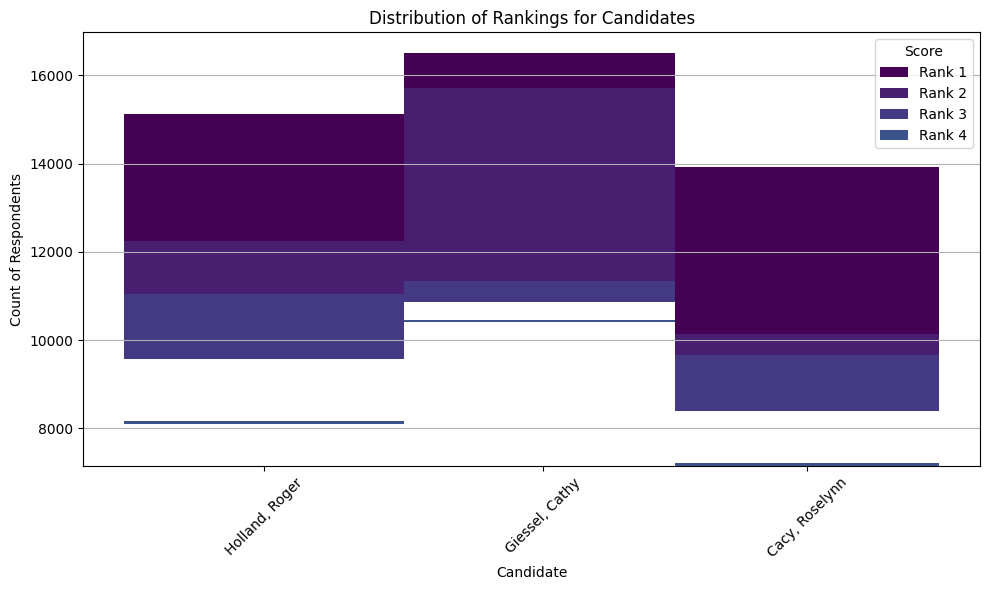 Distribution of Rankings for Candidates
Score
Rank 1
Rank 2
Rank 3
Rank 4
16000
14000
12000
10000
8000
Count of Respondents
Holland, Roger
Giessel, Cathy
Cacy, Roselynn
Candidate